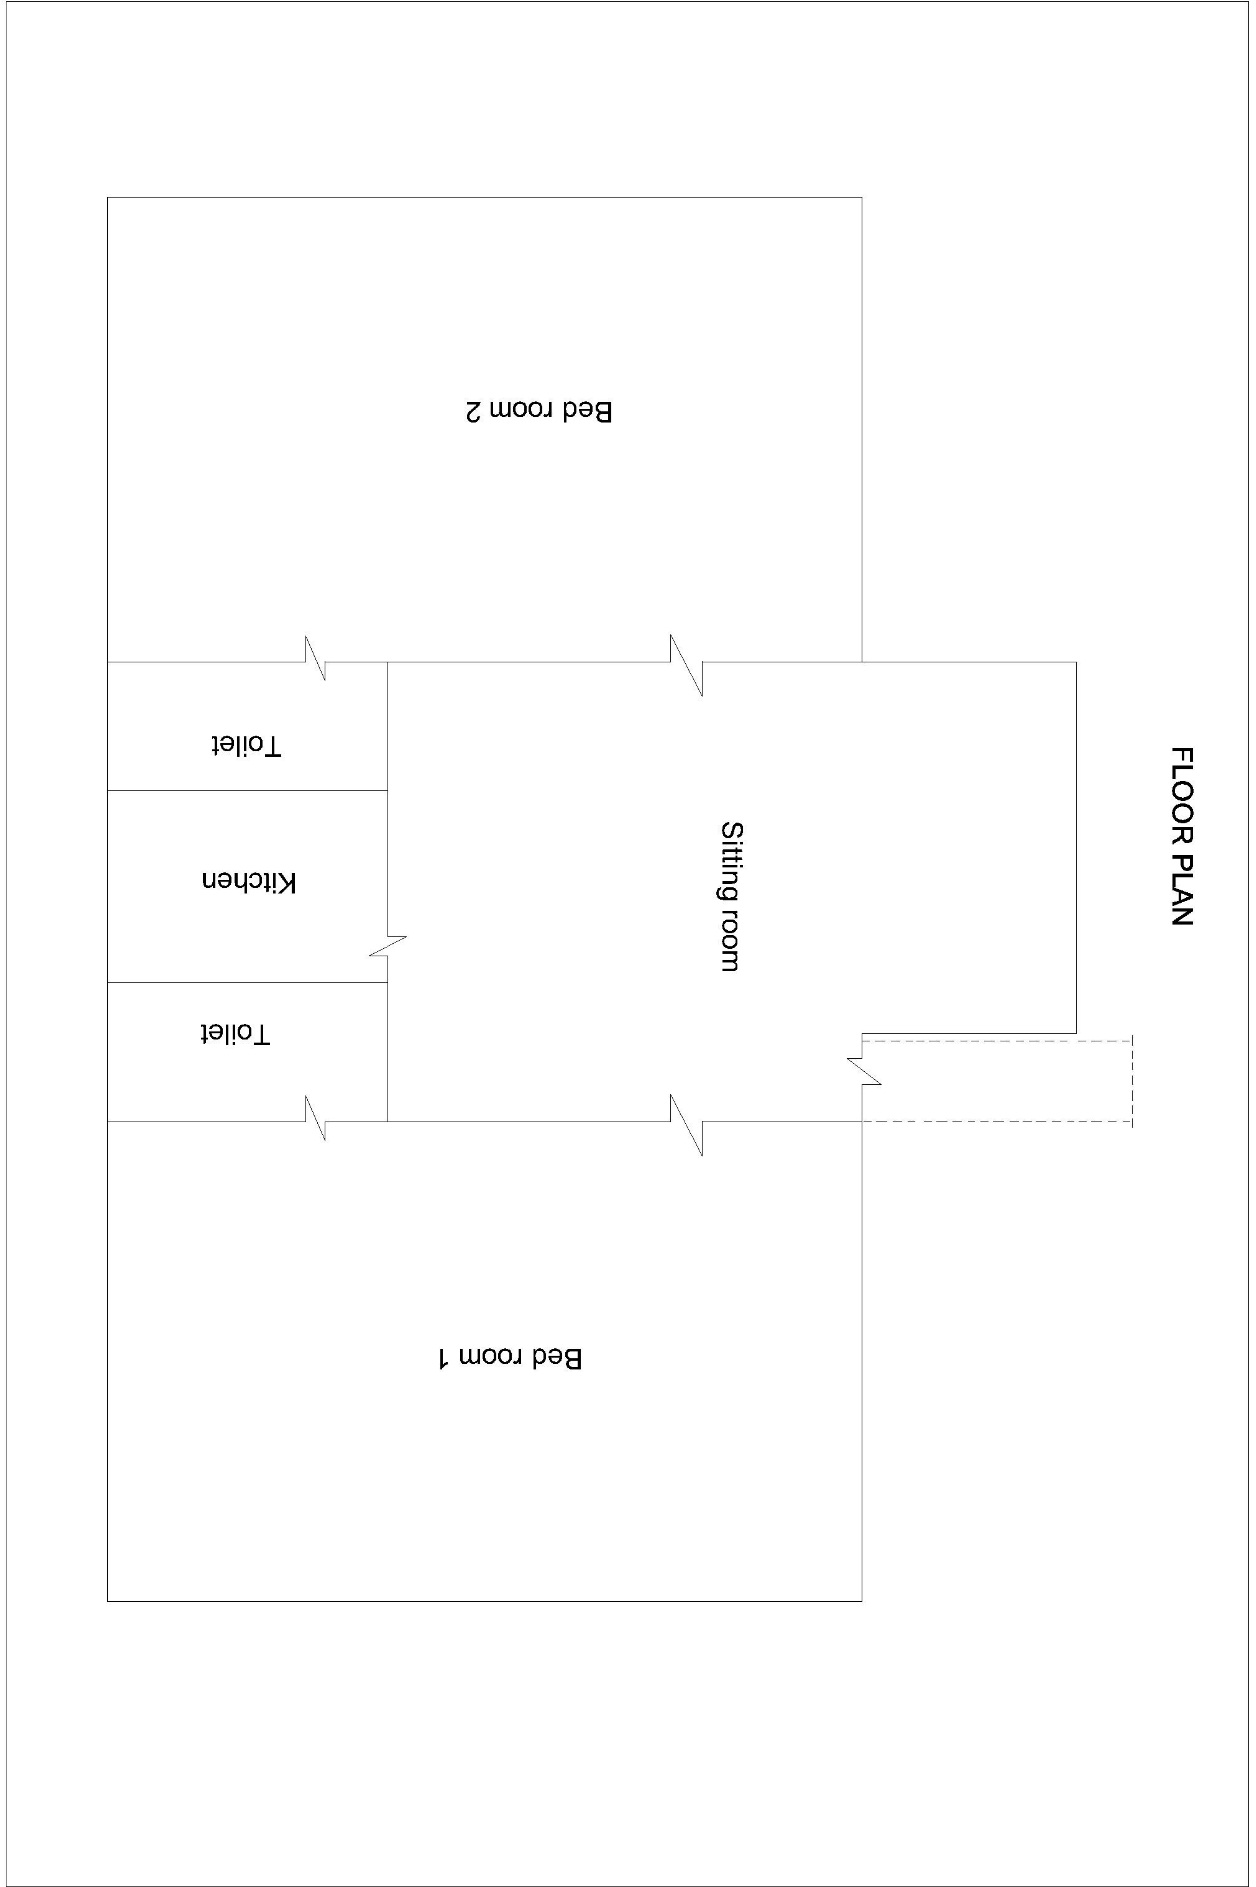 Bed room 2
Toilet
Kitchen
Sitting room
Toilet
Bed room 1
FLOOR PLAN